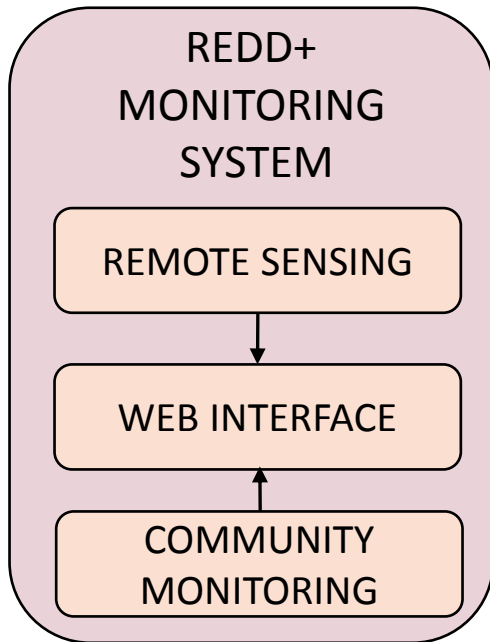 REDD+
MONITORING
SYSTEM
REMOTE SENSING
WEB INTERFACE
COMMUNITY
MONITORING